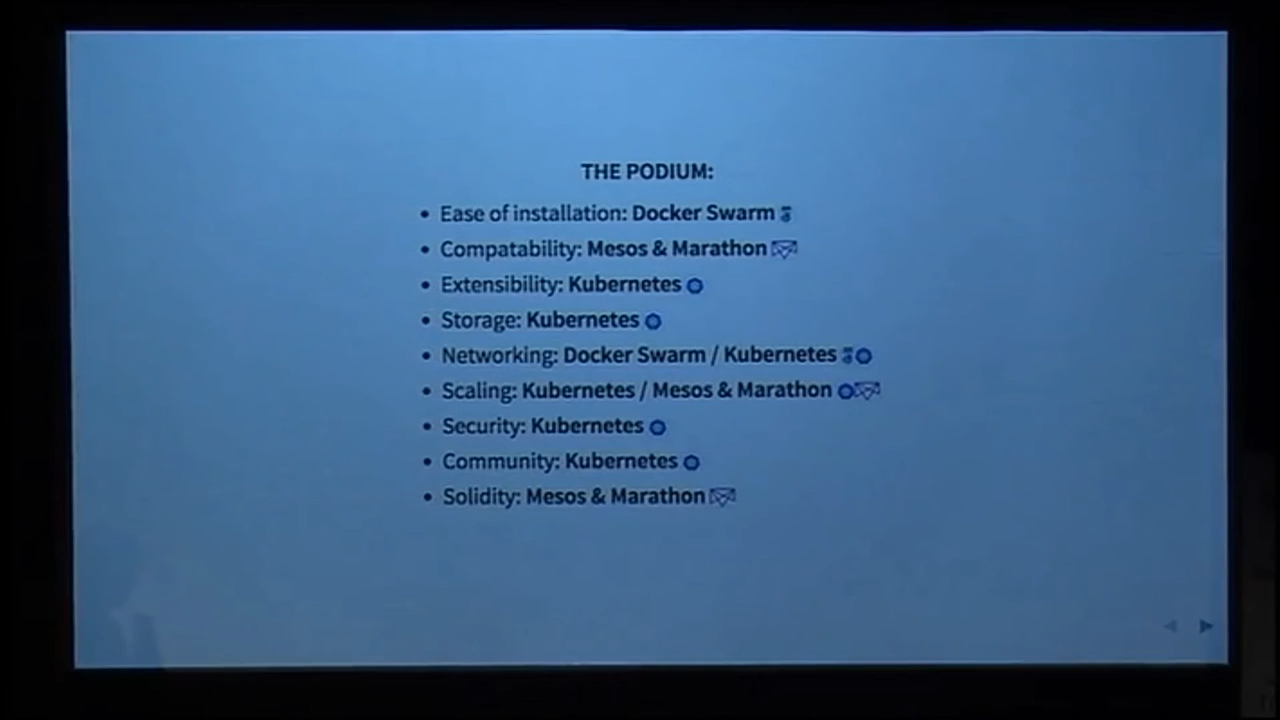 THE PODIUM:
• Ease of installation: Docker Swarm
• Compatability: Mesos & Marathon
• Extensibility: Kubernetes
• Storage: Kubernetes
• Networking: Docker Swarm / Kubernetes
• Scaling: Kubernetes / Mesos & Marathon
• Security: Kubernetes
• Community: Kubernetes
• Solidity: Mesos & Marathon